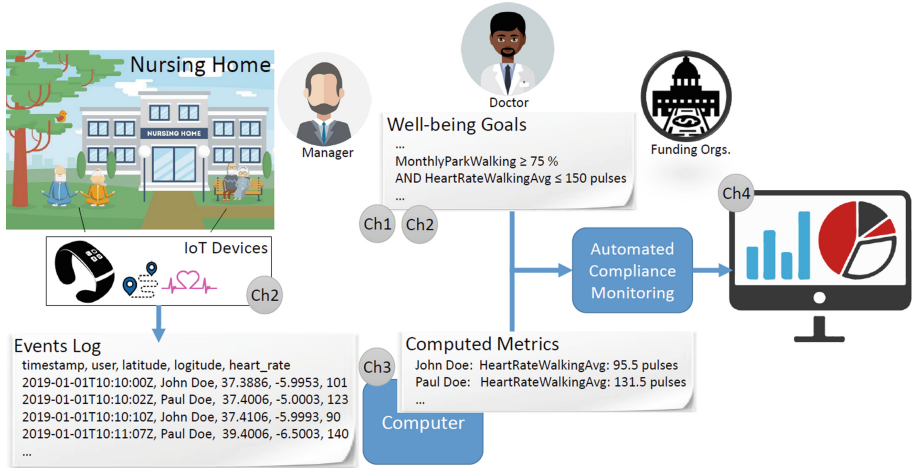 Nursing Home
NURSING HOME
Manager
Doctor
Funding Orgs.
Well-being Goals
...
MonthlyParkWalking ≥ 75 %
AND HeartRateWalkingAvg ≤ 150 pulses
...
Ch1
Ch2
Ch4
IoT Devices
Ch2
Automated
Compliance
Monitoring
Events Log
timestamp, user, latitude, logitude, heart_rate
2019-01-01T10:10:00Z, John Doe, 37.3886, -5.9953, 101
2019-01-01T10:10:02Z, Paul Doe, 37.4006, -5.0003, 123
2019-01-01T10:10:10Z, John Doe, 37.4106, -5.9993, 90
2019-01-01T10:11:07Z, Paul Doe, 39.4006, -6.5003, 140
...
Ch3
Computed Metrics
John Doe: HeartRateWalkingAvg: 95.5 pulses
Paul Doe: HeartRateWalkingAvg: 131.5 pulses
...
Computer